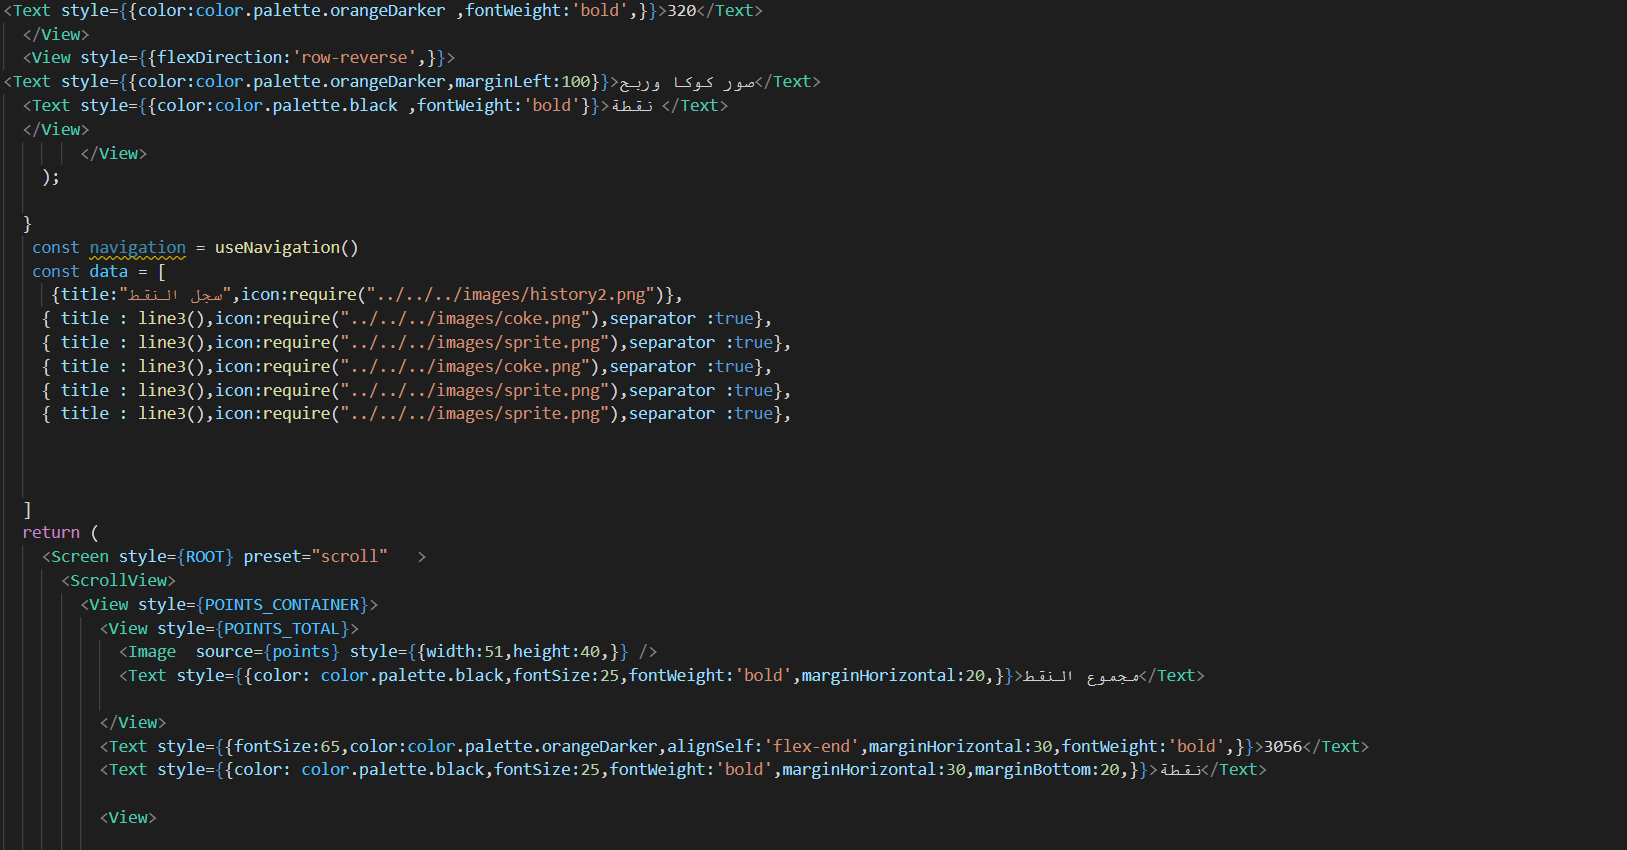 <Text style={{color:color.palette.orangeDarker ,fontWeight:'bold',}}>320</Text>
</View>
<View style={{flexDirection:'row-reverse',}}>
<Text style={{color:color.palette.orangeDarker,marginLeft:100}}>صور كوكا وربح</Text>
<Text style={{color:color.palette.black ,fontWeight:'bold'}}>نقطة </Text>
</View>
</View>
);
}
const navigation = useNavigation()
const data = [
{title:"سجل النقط",icon:require("../../../images/history2.png")},
{ title : line3(),icon:require("../../../images/coke.png"),separator :true},
{ title : line3(),icon:require("../../../images/sprite.png"),separator :true},
{ title : line3(),icon:require("../../../images/coke.png"),separator :true},
{ title : line3(),icon:require("../../../images/sprite.png"),separator :true},
{ title : line3(),icon:require("../../../images/sprite.png"),separator :true},
]
return (
<Screen style={ROOT} preset="scroll"   >
<ScrollView>
<View style={POINTS_CONTAINER}>
<View style={POINTS_TOTAL}>
<Image  source={points} style={{width:51,height:40,}} />
<Text style={{color: color.palette.black,fontSize:25,fontWeight:'bold',marginHorizontal:20,}}>مجموع النقط</Text>
</View>
<Text style={{fontSize:65,color:color.palette.orangeDarker,alignSelf:'flex-end',marginHorizontal:30,fontWeight:'bold',}}>3056</Text>
<Text style={{color: color.palette.black,fontSize:25,fontWeight:'bold',marginHorizontal:30,marginBottom:20,}}>نقطة</Text>
<View>